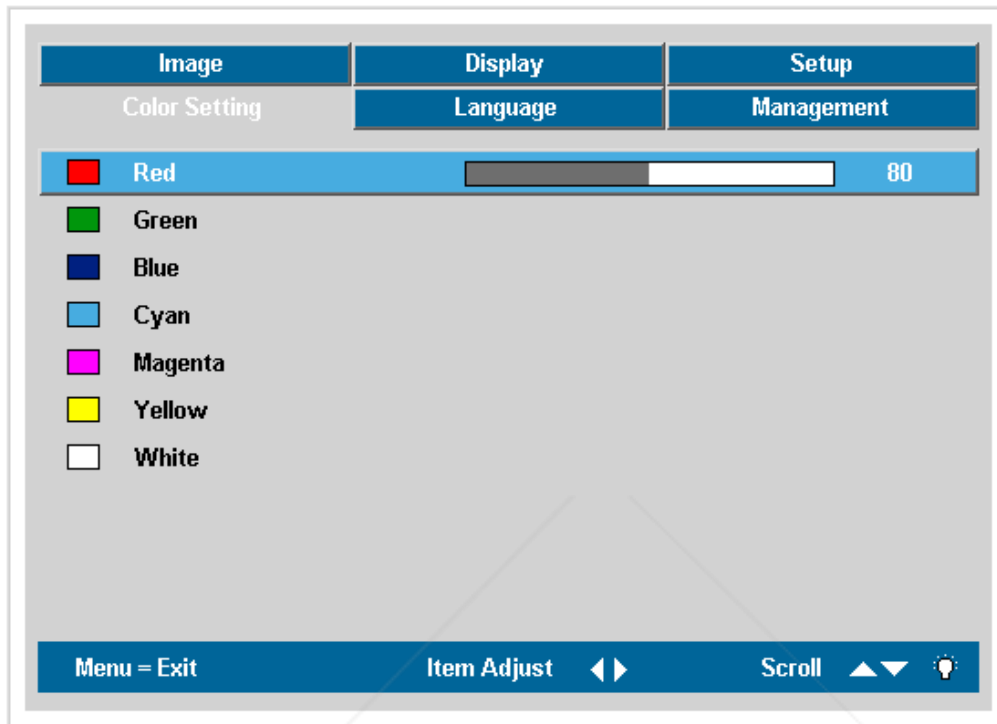 Image Display Setup
Color Setting Language Management
Red 80
Green
Blue
Cyan
Magenta
Yellow
White
Menu = Exit Item Adjust Scroll